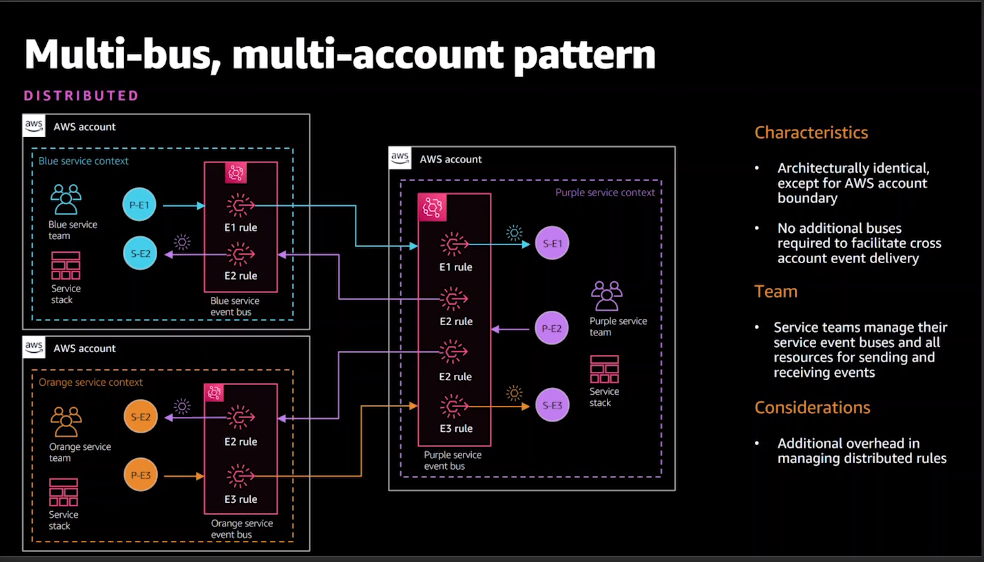 Multi-bus, multi-account pattern
DISTRIBUTED
aws
AWS account
Blue service context
Blue service
team
Service
stack
P-E1
S-E2
E1 rule
E2 rule
Blue service
event bus
aws
AWS account
Orange service context
Orange service
team
Service
stack
S-E2
P-E3
E2 rule
E3 rule
Orange service
event bus
aws
AWS account
Purple service context
E1 rule
E2 rule
E2 rule
E3 rule
Purple service
event bus
S-E1
P-E2
S-E3
Purple service
team
Service
stack
Characteristics
• Architecturally identical,
except for AWS account
boundary
• No additional buses
required to facilitate cross
account event delivery
Team
• Service teams manage their
service event buses and all
resources for sending and
receiving events
Considerations
• Additional overhead in
managing distributed rules